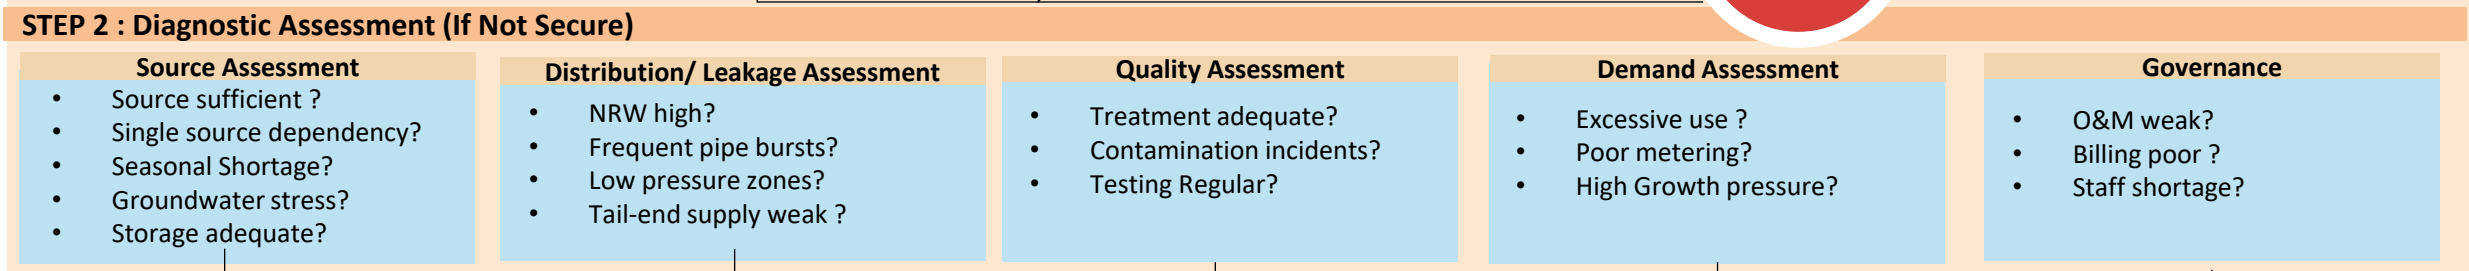 STEP 2 : Diagnostic Assessment (If Not Secure)
Source Assessment
• Source sufficient ?
• Single source dependency?
• Seasonal Shortage?
• Groundwater stress?
• Storage adequate?
Distribution/ Leakage Assessment
• NRW high?
• Frequent pipe bursts?
• Low pressure zones?
• Tail-end supply weak ?
Quality Assessment
• Treatment adequate?
• Contamination incidents?
• Testing Regular?
Demand Assessment
• Excessive use ?
• Poor metering?
• High Growth pressure?
Governance
• O&M weak?
• Billing poor ?
• Staff shortage?